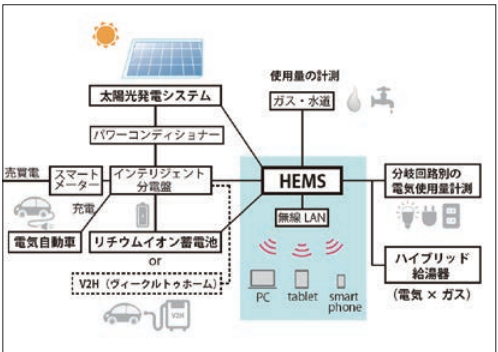 太陽光発電システム
使用量の計測
ガス・水道
パワーコンディショナー
売買電
スマート
メーター
インテリジェント
分電盤
HEMS
分岐回路別の
電気使用量計測
無線 LAN
充電
電気自動車
リチウムイオン蓄電池
or
V2H（ヴィークルトゥホーム）
ハイブリッド
給湯器
(電気 × ガス)
PC
tablet
smart
phone
V2H